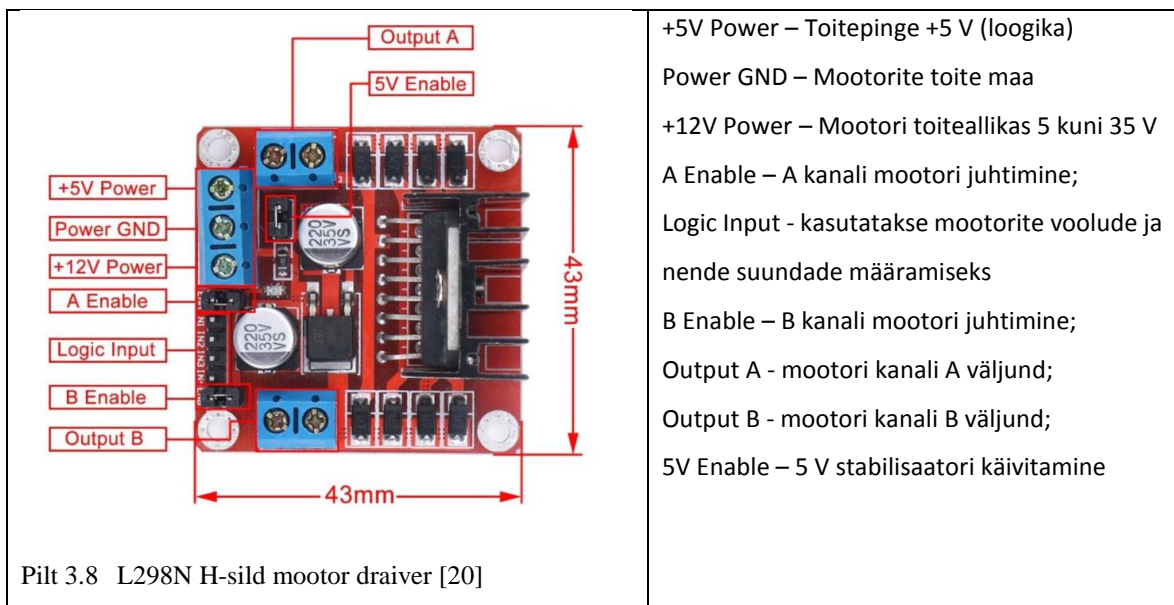 Output A
5V Enable
+5V Power
Power GND
+12V Power
A Enable
Logic Input
B Enable
Output B
220
35V
VS
220
35V
VS
IN2
IN3
43mm
43mm
Pilt 3.8 L298N H-sild mootor draiver [20]
+5V Power – Toitepinge +5 V (loogika)
Power GND – Mootorite toite maa
+12V Power – Mootori toiteallikas 5 kuni 35 V
A Enable – A kanali mootori juhtimine;
Logic Input - kasutatakse mootorite voolude ja
nende suundade määramiseks
B Enable – B kanali mootori juhtimine;
Output A - mootori kanali A väljund;
Output B - mootori kanali B väljund;
5V Enable – 5 V stabilisaatori käivitamine